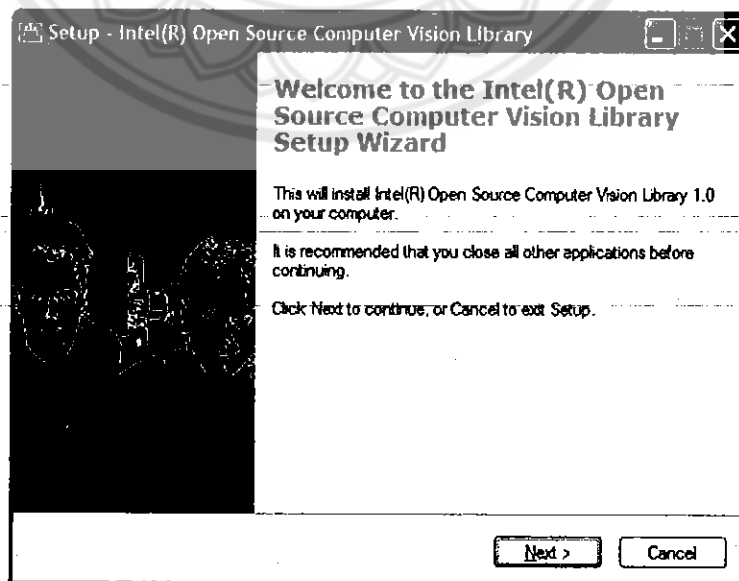 Setup - Intel(R) Open Source Computer Vision Library
Welcome to the Intel(R) Open
Source Computer Vision Library
Setup Wizard
This will install Intel(R) Open Source Computer Vision Library 1.0
on your computer.
It is recommended that you close all other applications before
continuing.
Click Next to continue, or Cancel to exit Setup.
Next >
Cancel